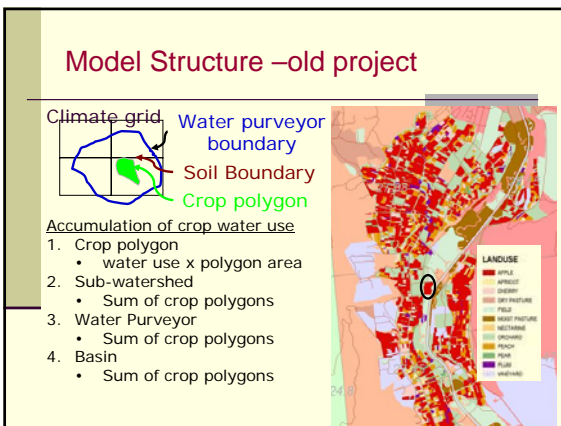 Model Structure –old project
Climate grid
Water purveyor
boundary
Soil Boundary
Crop polygon
Accumulation of crop water use
1. Crop polygon
• water use x polygon area
2. Sub-watershed
• Sum of crop polygons
3. Water Purveyor
• Sum of crop polygons
4. Basin
• Sum of crop polygons
LANDUSE
APPLE
APRICOT
CHERRY
DRY PASTURE
FIELD
MOIST PASTURE
NECTARINE
ORCHARD
PEACH
PEAR
PLUM
VINEYARD
24.8